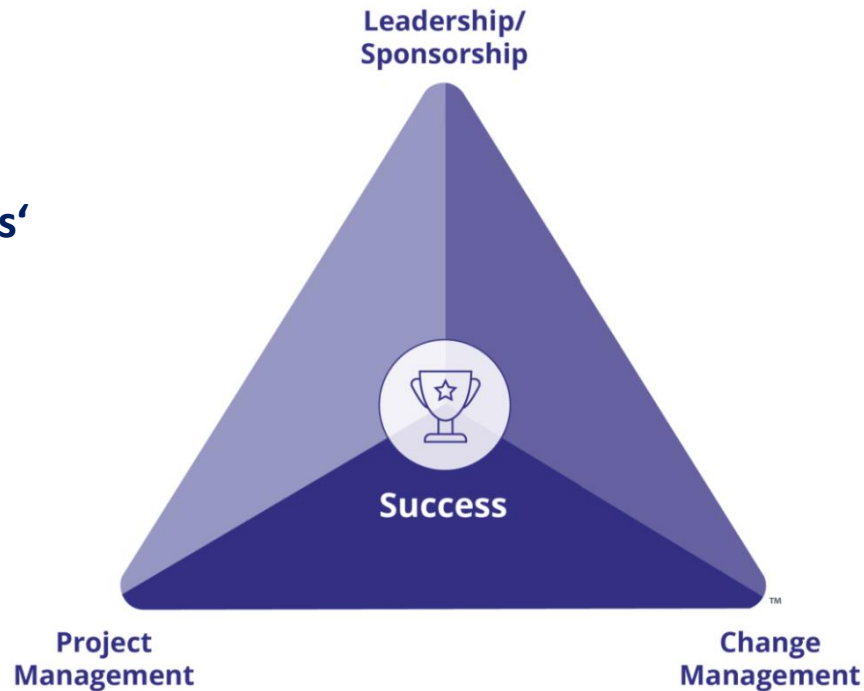 Leadership/
Sponsorship
s‘
Success
TM
Project
Management
Change
Management